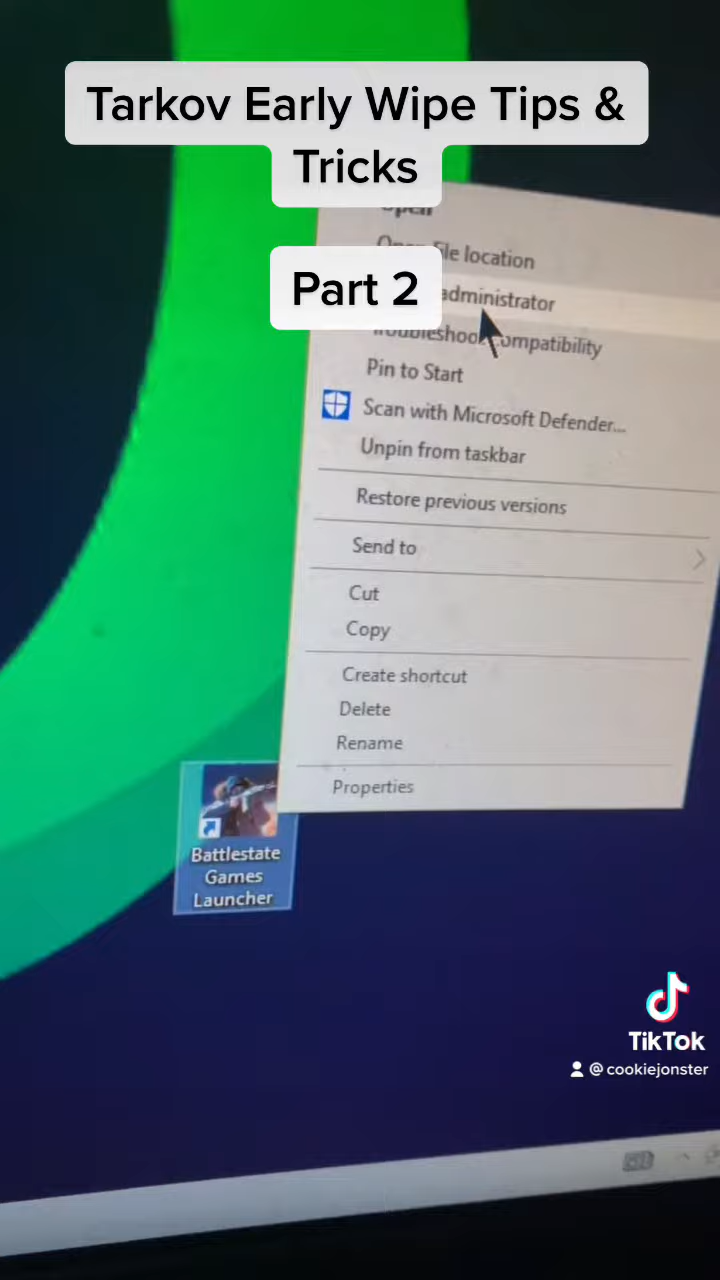 Tarkov Early Wipe Tips &
Tricks
Part 2
Open
Open file location
administrator
Troubleshoot compatibility
Pin to Start
Scan with Microsoft Defender...
Unpin from taskbar
Restore previous versions
Send to
Cut
Copy
Create shortcut
Delete
Rename
Properties
Battlestate
Games
Launcher
TikTok
@cookiejonster